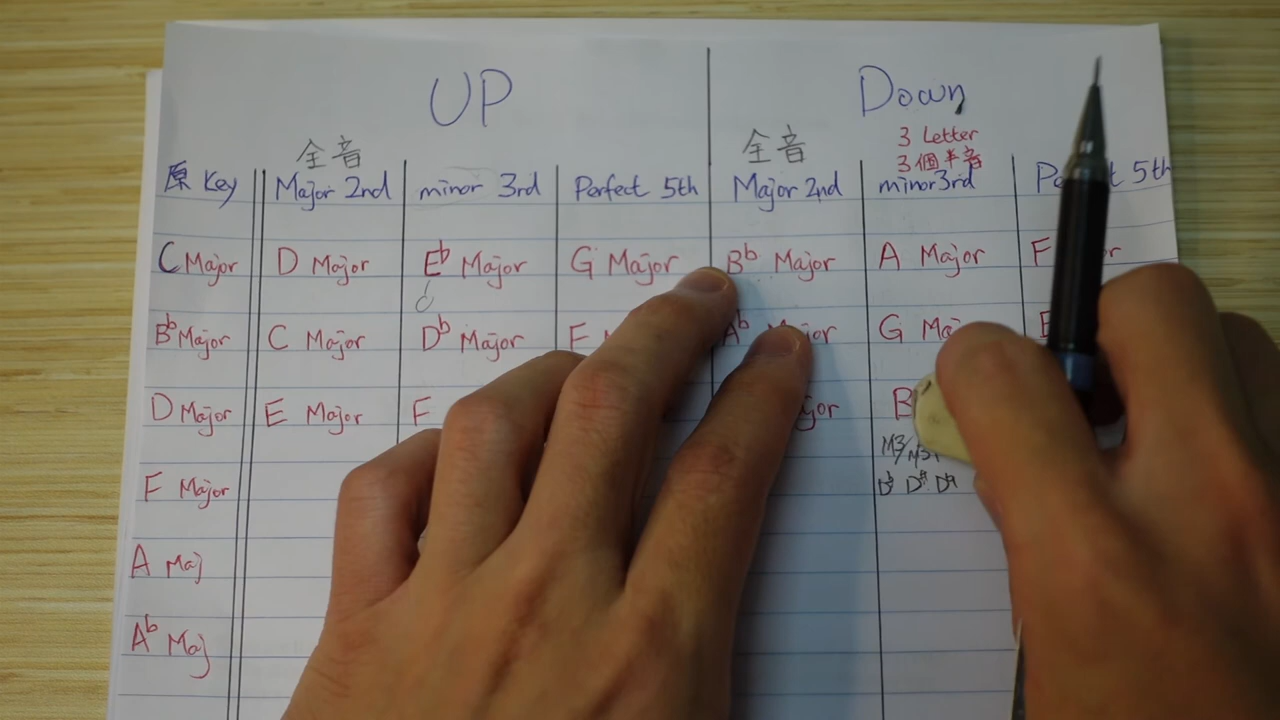 UP
Down
全音
全音
3 Letter
3個半音
原 Key
Major 2nd
minor 3rd
Perfect 5th
Major 2nd
minor3rd
5th
C Major
D Major
E♭ Major
G Major
B♭ Major
A Major
F
B♭ Major
C Major
D♭ Major
F
A♭
G
D Major
E Major
F
B
F Major
A Maj
A♭ Maj